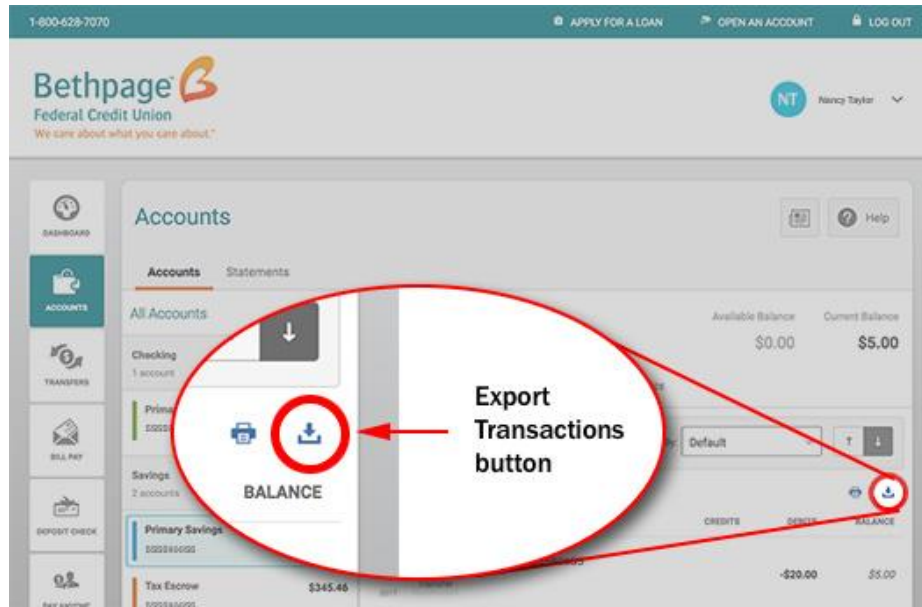 1-800-628-7070
APPLY FOR A LOAN
OPEN AN ACCOUNT
LOG OUT
Bethpage
Federal Credit Union
We care about what you care about.
NT
Nancy Taylor
DASHBOARD
ACCOUNTS
TRANSFERS
BILL PAY
DEPOSIT CHECK
PAY ANYONE
Accounts
Help
Accounts
Statements
All Accounts
Checking
1 account
Savings
2 accounts
Primary Savings
Tax Escrow
$345.46
BALANCE
Export
Transactions
button
Available Balance
$0.00
Current Balance
$5.00
Default
CREDITS
DEBITS
BALANCE
-$20.00
$5.00